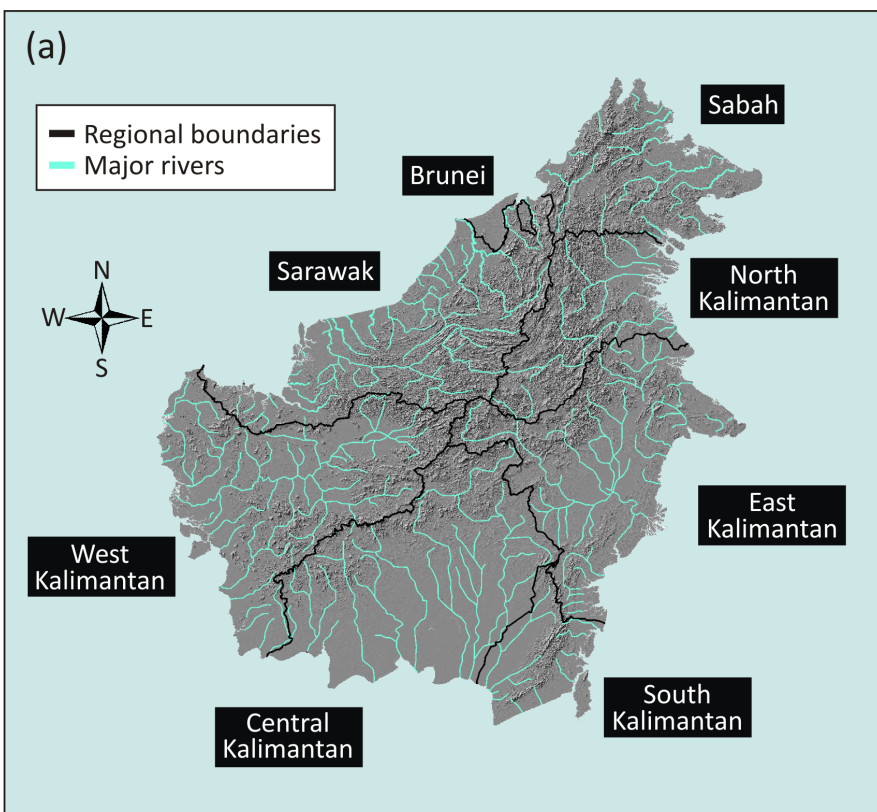 (a)
Sabah
Regional boundaries
Major rivers
Brunei
Sarawak
N
W
E
S
North
Kalimantan
East
Kalimantan
West
Kalimantan
South
Kalimantan
Central
Kalimantan